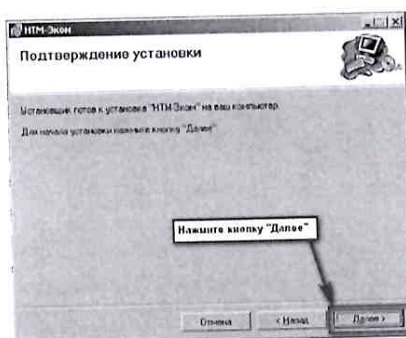 НТМ-Экон
Подтверждение установки
Установщик готов к установке "НТМ-Экон" на ваш компьютер.
Для начала установки нажмите кнопку "Далее"
Нажмите кнопку "Далее"
Отмена
< Назад
Далее >